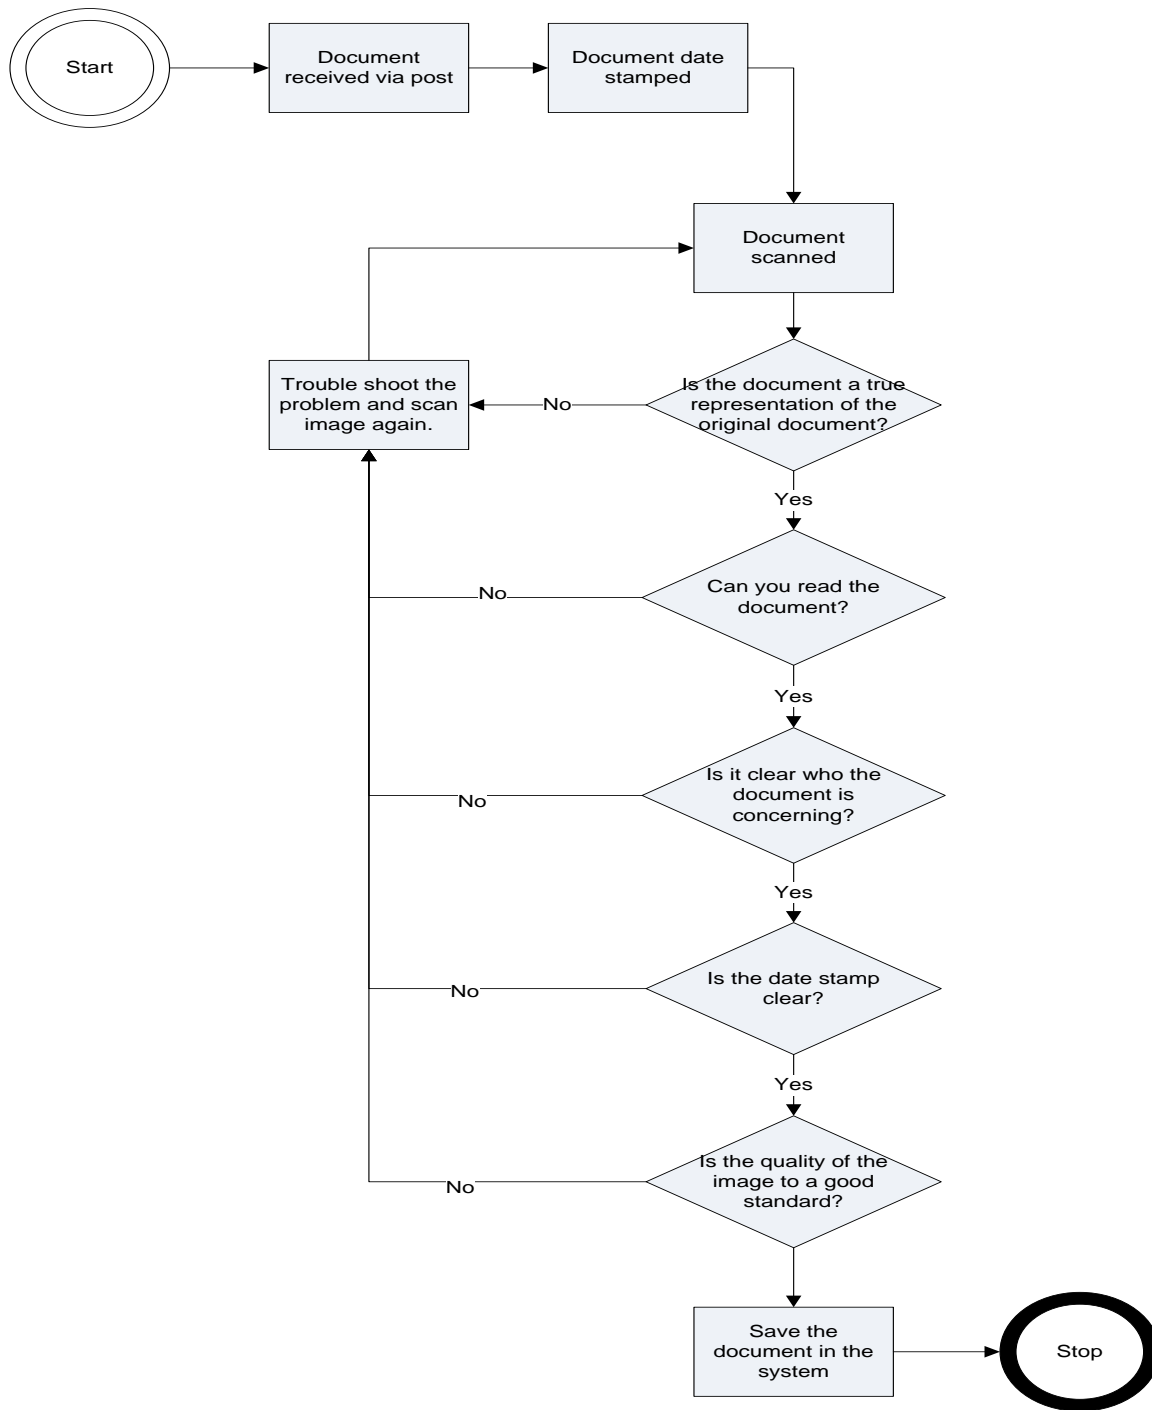 Start
Document
received via post
Document date
stamped
Document
scanned
Trouble shoot the
problem and scan
image again.
No
Is the document a true
representation of the
original document?
Yes
No
Can you read the
document?
Yes
No
Is it clear who the
document is
concerning?
Yes
No
Is the date stamp
clear?
Yes
No
Is the quality of the
image to a good
standard?
Save the
document in the
system
Stop